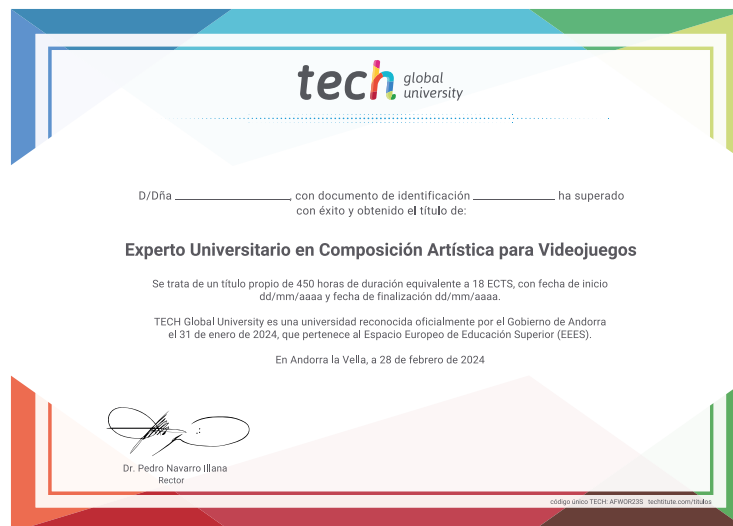 tech global
university
D/Dña ____________________, con documento de identificación ______________ ha superado
con éxito y obtenido el título de:
Experto Universitario en Composición Artística para Videojuegos
Se trata de un título propio de 450 horas de duración equivalente a 18 ECTS, con fecha de inicio
dd/mm/aaaa y fecha de finalización dd/mm/aaaa.
TECH Global University es una universidad reconocida oficialmente por el Gobierno de Andorra
el 31 de enero de 2024, que pertenece al Espacio Europeo de Educación Superior (EEES).
En Andorra la Vella, a 28 de febrero de 2024
Dr. Pedro Navarro Illana
Rector
código único TECH: AFWOR23S techtitute.com/titulos